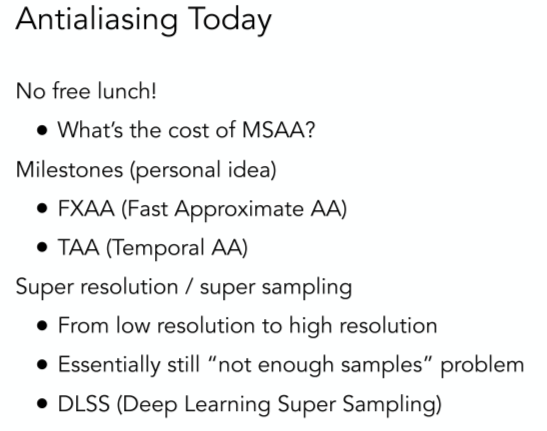 Antialiasing Today
No free lunch!
• What's the cost of MSAA?
Milestones (personal idea)
• FXAA (Fast Approximate AA)
• TAA (Temporal AA)
Super resolution / super sampling
• From low resolution to high resolution
• Essentially still “not enough samples” problem
• DLSS (Deep Learning Super Sampling)